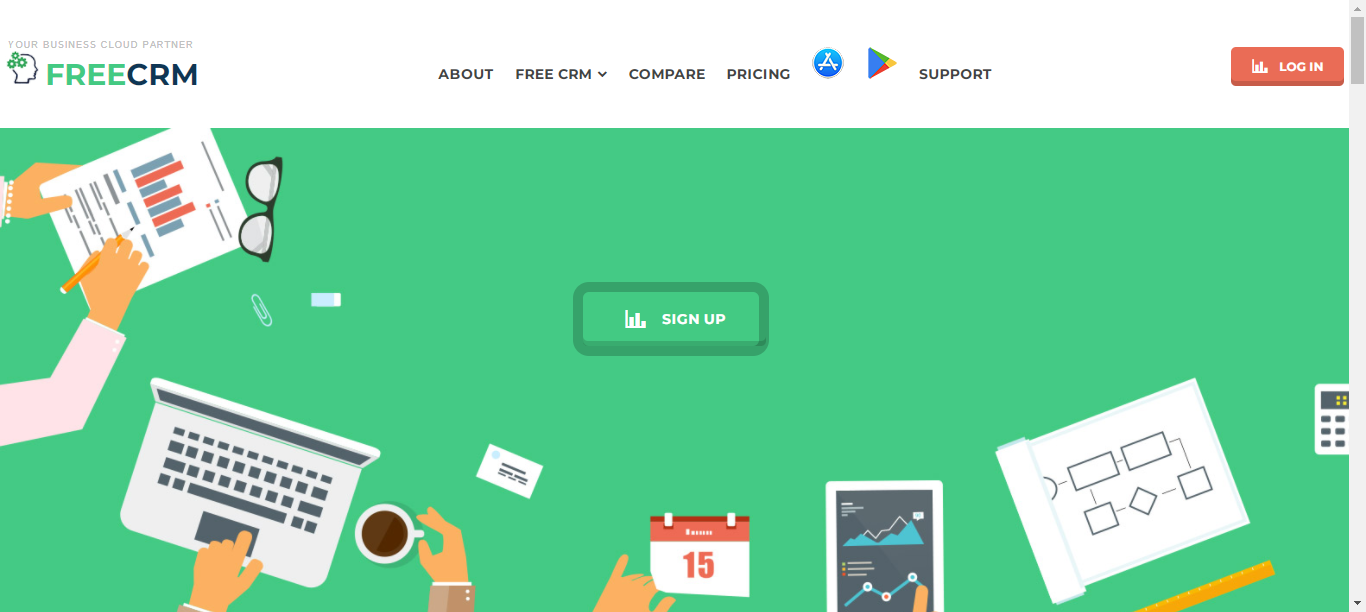 YOUR BUSINESS CLOUD PARTNER
FREECRM
ABOUT
FREE CRM
COMPARE
PRICING
SUPPORT
LOG IN
SIGN UP
15